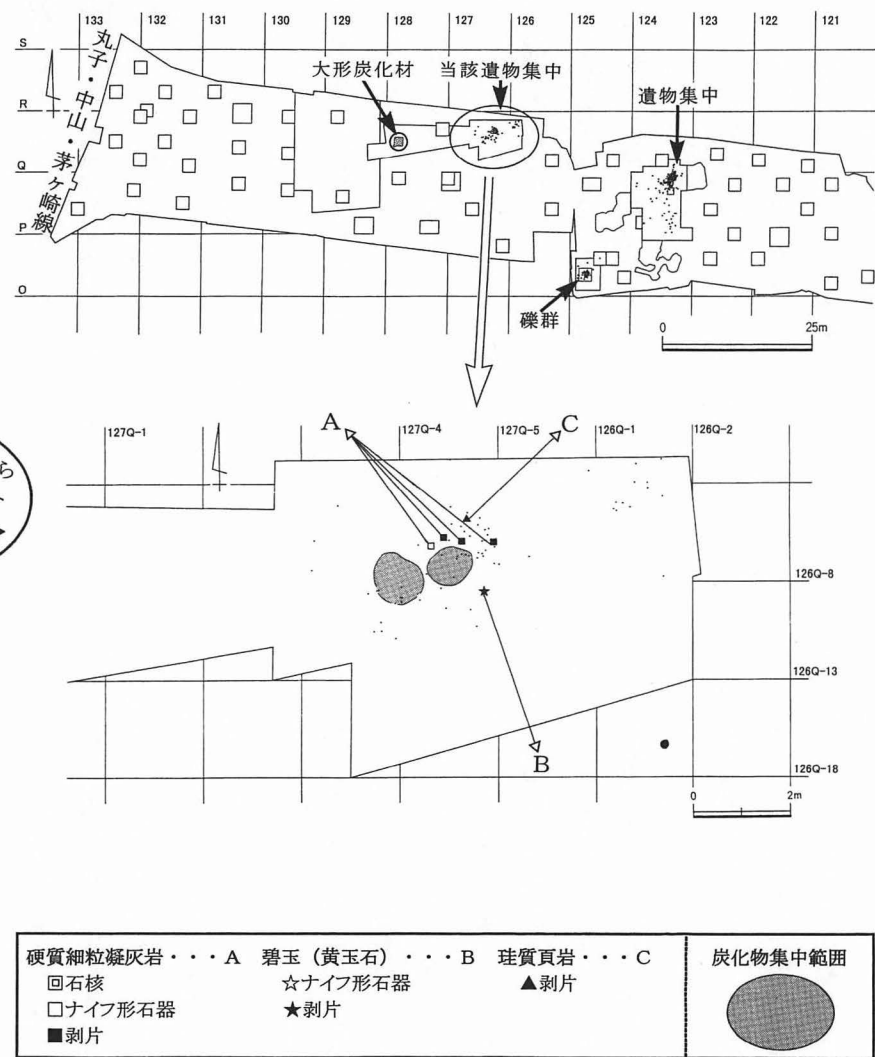 133 132 131 130 129 128 127 126 125 124 123 122 121
S
R
Q
P
O
丸子・中山・茅ヶ崎線
大形炭化材
当該遺物集中
遺物集中
礫群
0 25m
A
C
127Q-1 127Q-4 127Q-5 126Q-1 126Q-2
ら
126Q-8
126Q-13
B
126Q-18
0 2m
硬質細粒凝灰岩・・・A 碧玉（黄玉石）・・・B 珪質頁岩・・・C
回石核 ☆ナイフ形石器 ▲剥片
□ナイフ形石器 ★剥片
■剥片
炭化物集中範囲